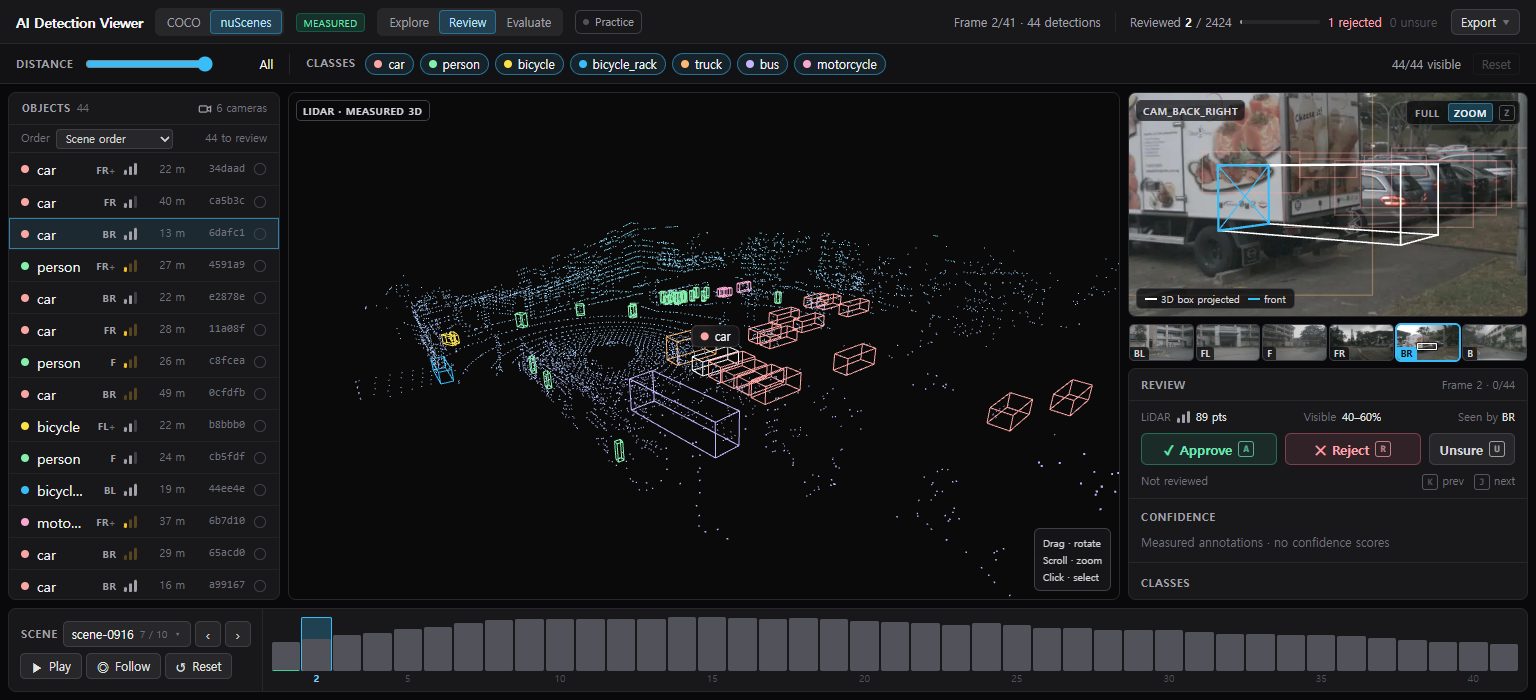 AI Detection Viewer COCO nuScenes MEASURED Explore Review Evaluate Practice Frame 2/41 · 44 detections Reviewed 2 / 2424 1 rejected 0 unsure Export
DISTANCE All CLASSES car person bicycle bicycle_rack truck bus motorcycle 44/44 visible Reset
OBJECTS 44 6 cameras
Order Scene order 44 to review
car FR+ 22 m 34daad
car FR 40 m ca5b3c
car BR 13 m 6dafc1
person FR+ 27 m 4591a9
car BR 22 m e2878e
car FR 28 m 11a08f
person F 26 m c8fcea
car BR 49 m 0cfdfb
bicycle FL+ 22 m b8bbb0
person F 24 m cb5fdf
bicycl... BL 19 m 44ee4e
moto... FR+ 37 m 6b7d10
car BR 29 m 65acd0
car BR 16 m a99167
LIDAR · MEASURED 3D
car
Drag · rotate
Scroll · zoom
Click · select
CAM_BACK_RIGHT FULL ZOOM Z
Cheese it!
3D box projected front
BL FL F FR BR B
REVIEW Frame 2 · 0/44
LiDAR 89 pts Visible 40–60% Seen by BR
✓ Approve A ✕ Reject R Unsure U
Not reviewed K prev J next
CONFIDENCE
Measured annotations · no confidence scores
CLASSES
SCENE scene-0916 7 / 10 ‹ ›
▶ Play ◎ Follow ↺ Reset
2 5 10 15 20 25 30 35 40